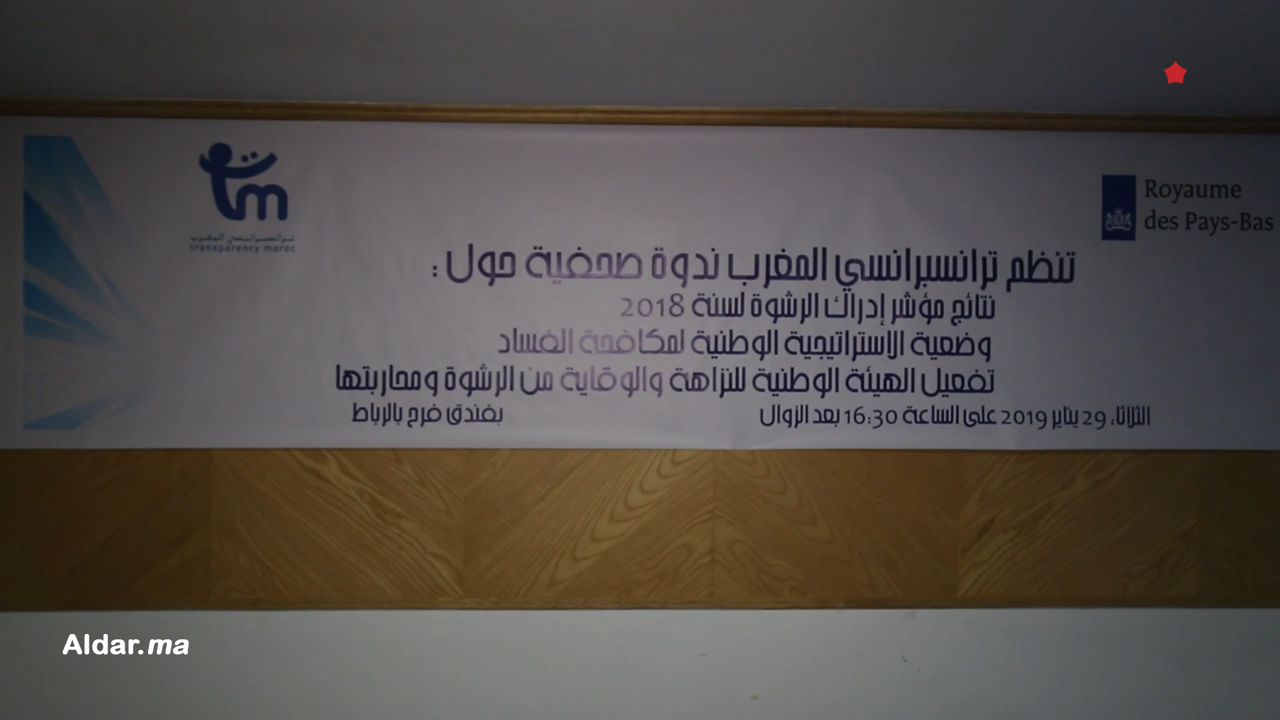 ترانسبرانسي المغرب
transparency maroc
Royaume
des Pays-Bas
تنظم ترانسبرانسي المغرب ندوة صحفية حول :
نتائج مؤشر إدراك الرشوة لسنة 2018
وضعية الاستراتيجية الوطنية لمكافحة الفساد
تفعيل الهيئة الوطنية للنزاهة والوقاية من الرشوة ومحاربتها
الثلاثاء، 29 يناير 2019 على الساعة 16:30 بعد الزوال
بفندق فرح بالرباط
Aldar.ma